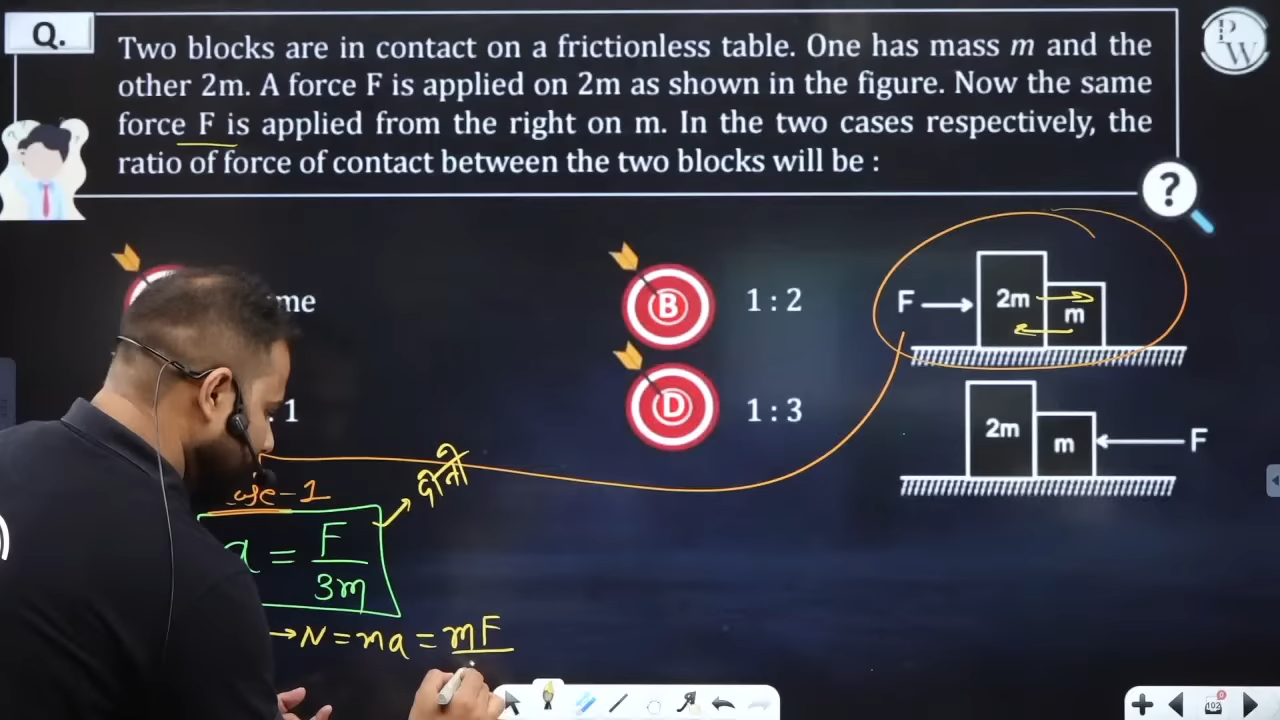 Q.
Two blocks are in contact on a frictionless table. One has mass m and the
other 2m. A force F is applied on 2m as shown in the figure. Now the same
force F is applied from the right on m. In the two cases respectively, the
ratio of force of contact between the two blocks will be :
P
W
?
me
B
1 : 2
F
2m
m
: 1
D
1 : 3
2m
m
F
-1
दोनो
a = F
3m
→ N = ma = mF
102